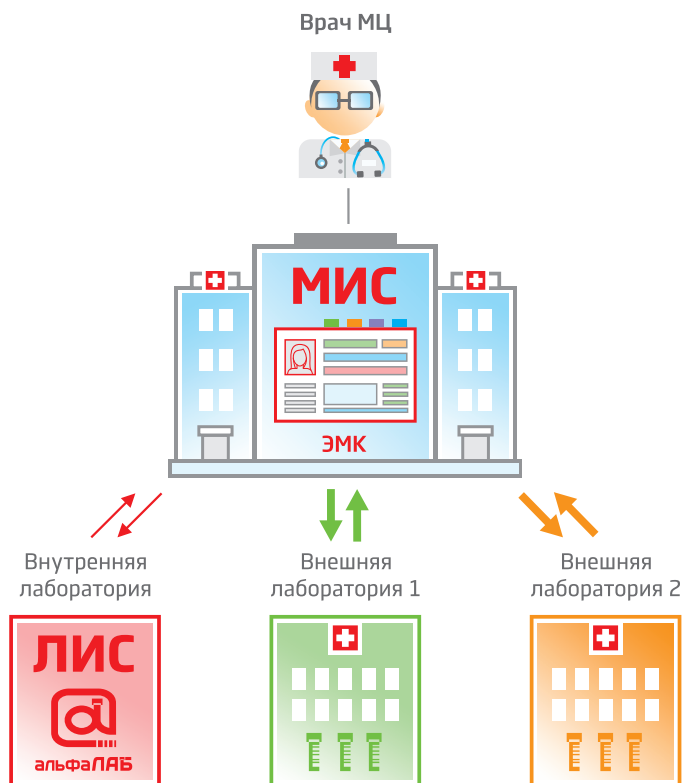 Врач МЦ
МИС
ЭМК
Внутренняя
лаборатория
Внешняя
лаборатория 1
Внешняя
лаборатория 2
ЛИС
альфаЛАБ